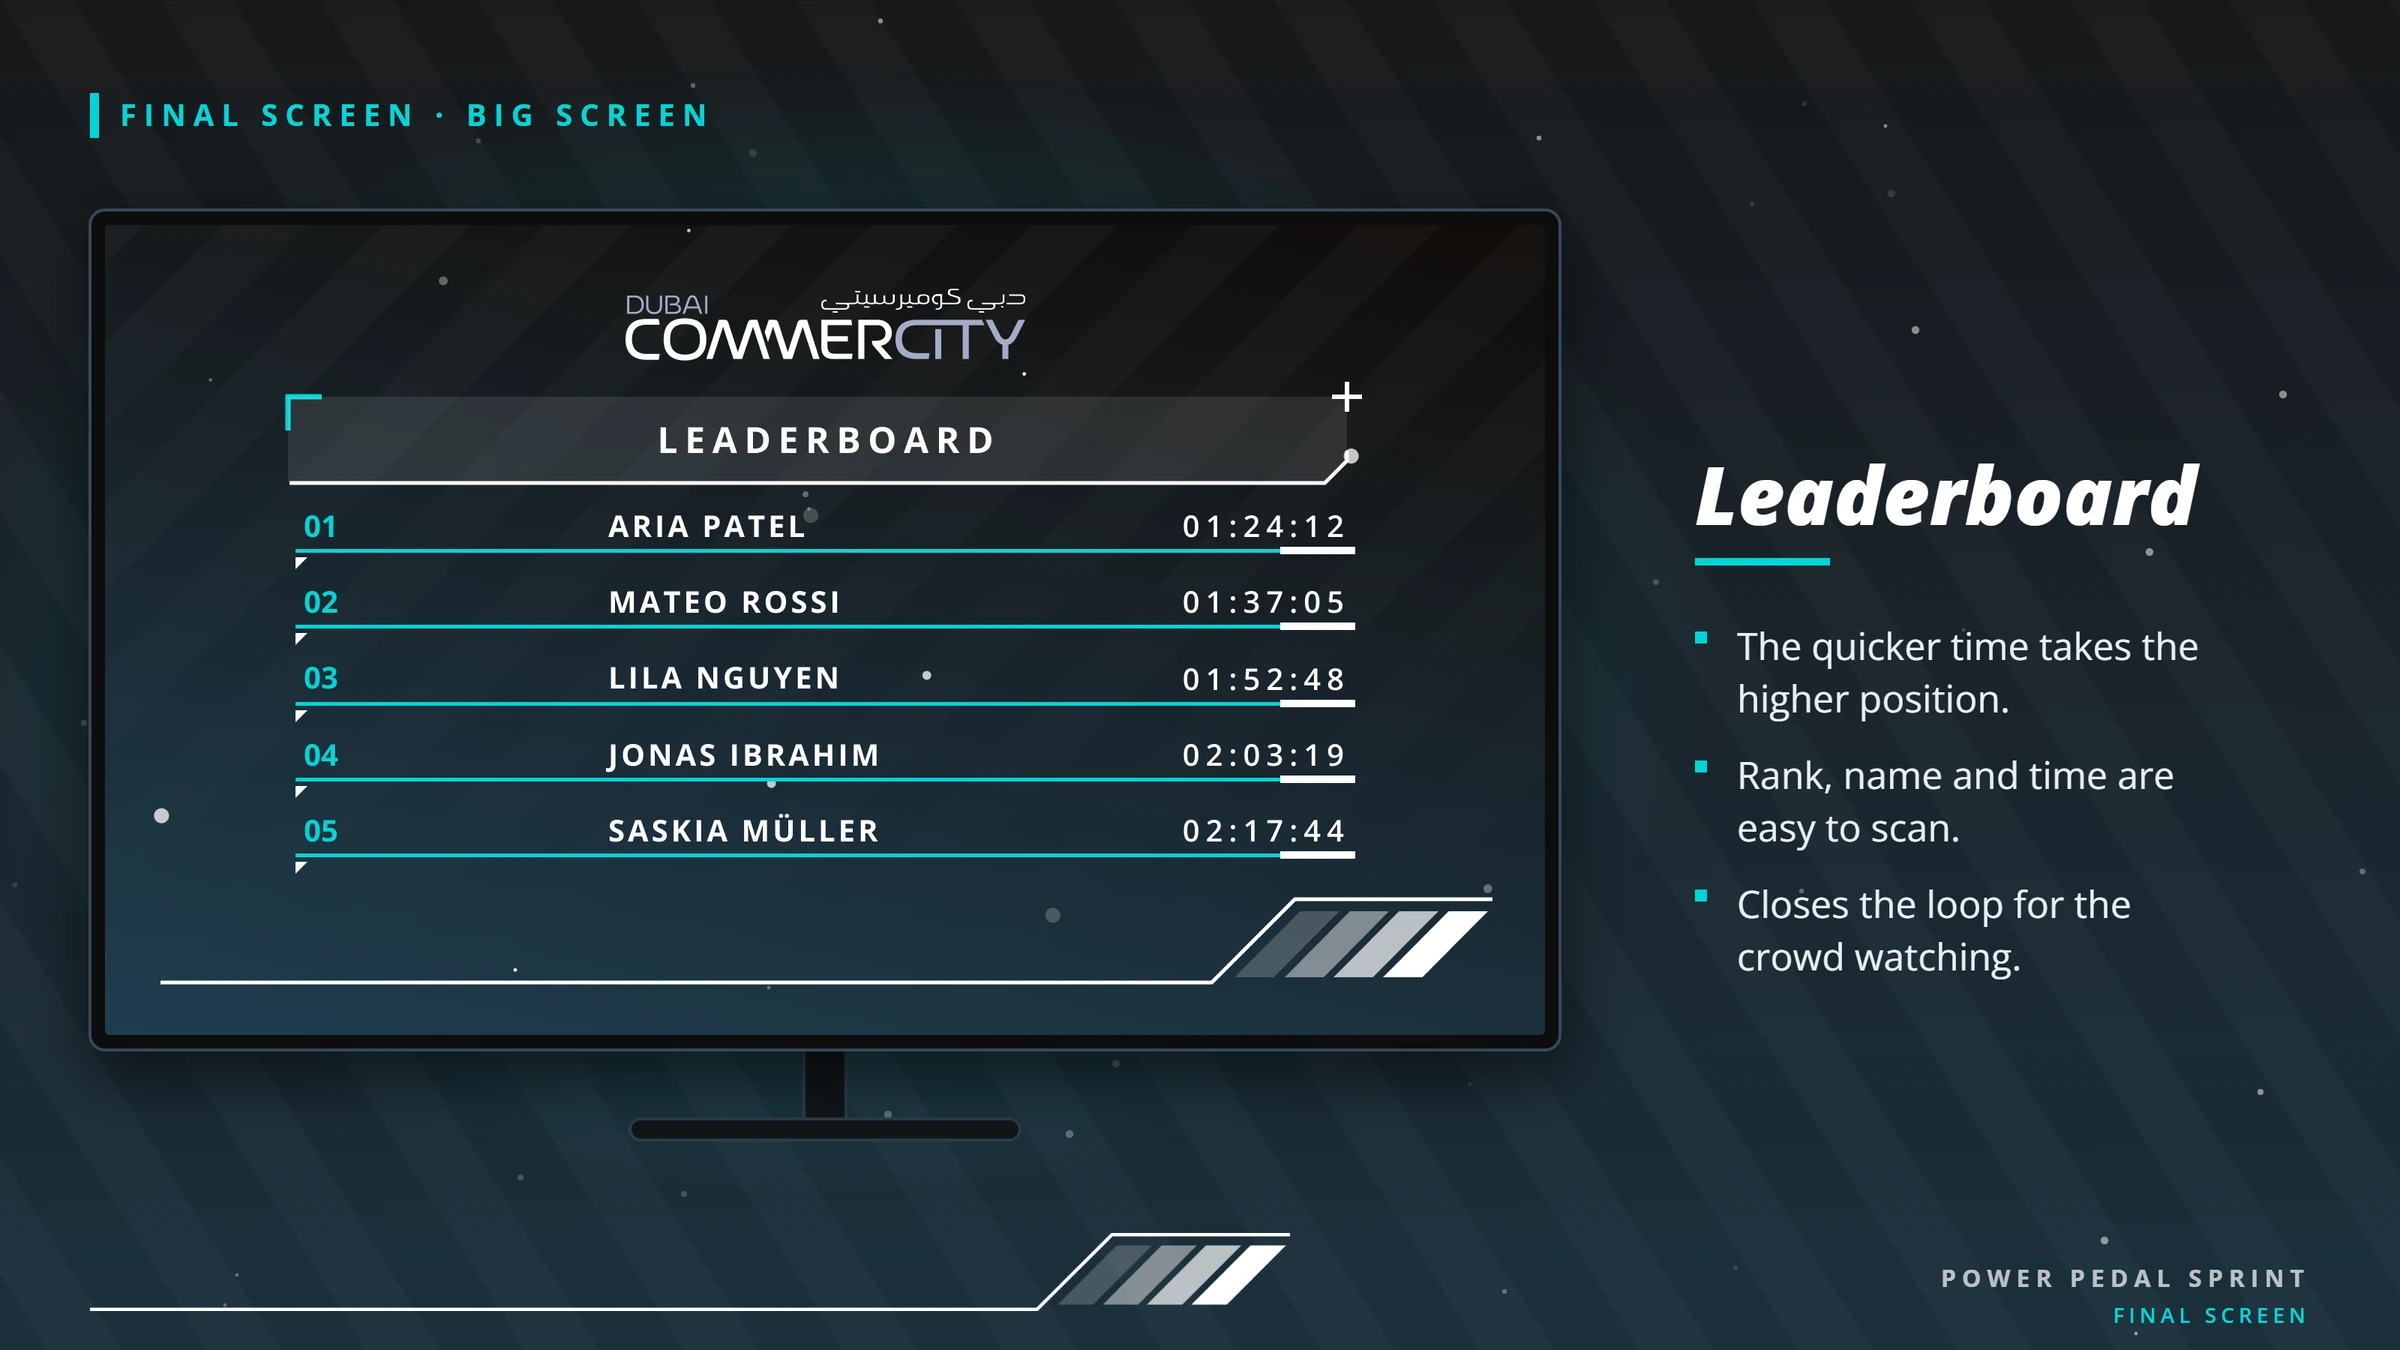 FINAL SCREEN · BIG SCREEN
DUBAI دبي كوميرسيتي
COMMERCITY
LEADERBOARD
01 ARIA PATEL 01:24:12
02 MATEO ROSSI 01:37:05
03 LILA NGUYEN 01:52:48
04 JONAS IBRAHIM 02:03:19
05 SASKIA MÜLLER 02:17:44
Leaderboard
The quicker time takes the
higher position.
Rank, name and time are
easy to scan.
Closes the loop for the
crowd watching.
POWER PEDAL SPRINT
FINAL SCREEN